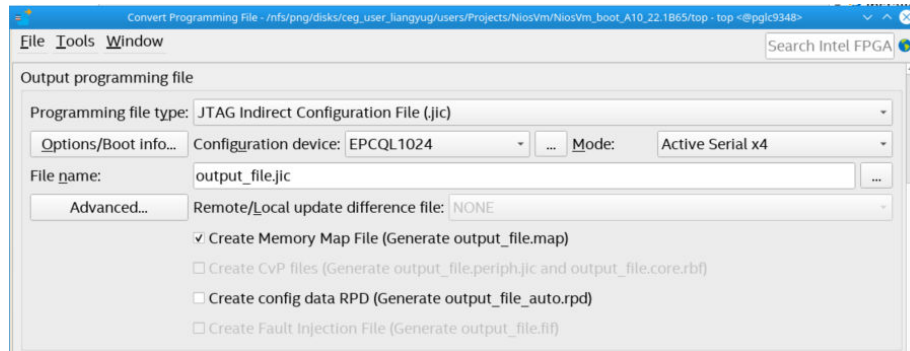 Convert Programming File - /nfs/png/disks/ceg_user_liangyug/users/Projects/NiosVm/NiosVm_boot_A10_22.1B65/top - top <@pglc9348>
File Tools Window
Search Intel FPGA
Output programming file
Programming file type: JTAG Indirect Configuration File (.jic)
Options/Boot info... Configuration device: EPCQL1024 ... Mode: Active Serial x4
File name: output_file.jic ...
Advanced... Remote/Local update difference file: NONE
Create Memory Map File (Generate output_file.map)
Create CvP files (Generate output_file.periph.jic and output_file.core.rbf)
Create config data RPD (Generate output_file_auto.rpd)
Create Fault Injection File (Generate output_file.fif)